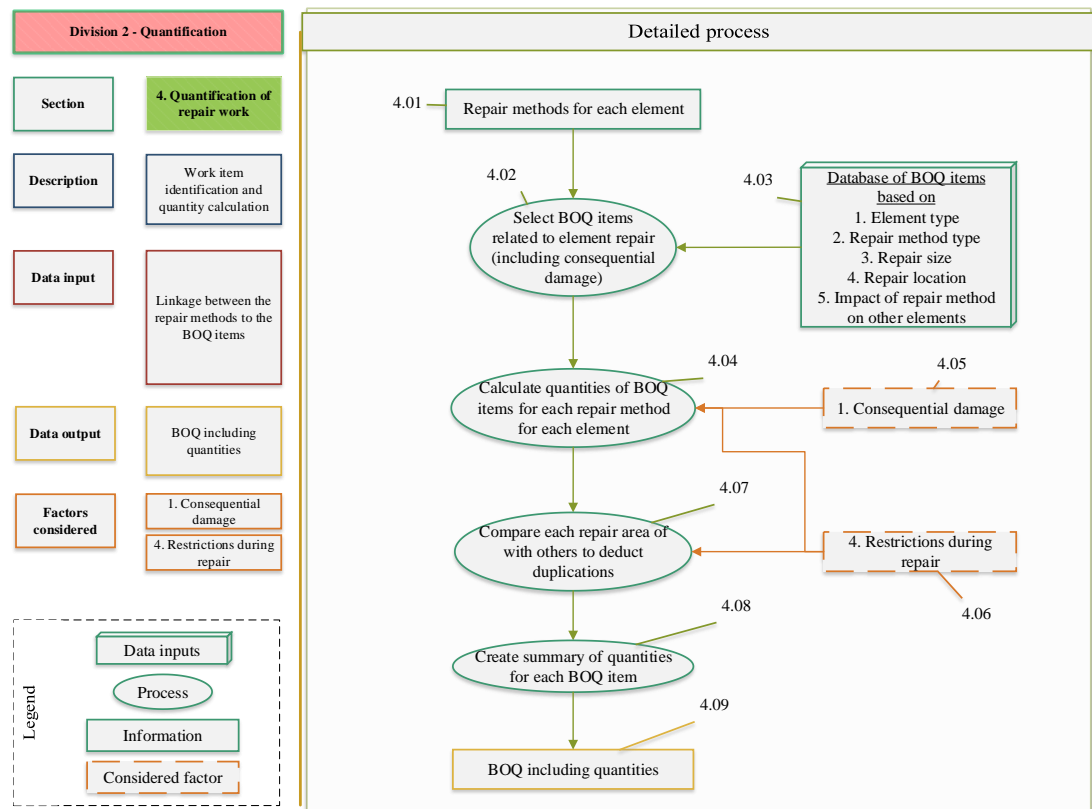 Division 2 - Quantification
Section
4. Quantification of
repair work
Description
Work item
identification and
quantity calculation
Data input
Linkage between the
repair methods to the
BOQ items
Data output
BOQ including
quantities
Factors
considered
1. Consequential
damage
4. Restrictions during
repair
Legend
Data inputs
Process
Information
Considered factor
Detailed process
4.01
Repair methods for each element
4.02
Select BOQ items
related to element repair
(including consequential
damage)
4.03
Database of BOQ items
based on
1. Element type
2. Repair method type
3. Repair size
4. Repair location
5. Impact of repair method
on other elements
4.04
Calculate quantities of BOQ
items for each repair method
for each element
4.05
1. Consequential damage
4.07
Compare each repair area of
with others to deduct
duplications
4. Restrictions during
repair
4.06
4.08
Create summary of quantities
for each BOQ item
4.09
BOQ including quantities